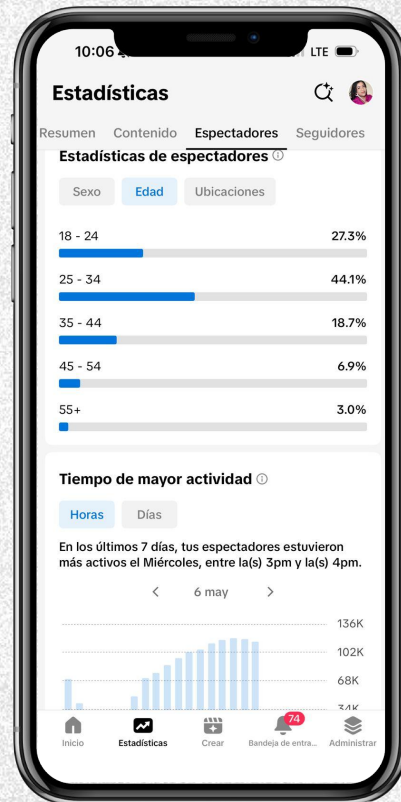 10:06
LTE
Estadísticas
Resumen Contenido Espectadores Seguidores
Estadísticas de espectadores
Sexo Edad Ubicaciones
18 - 24 27.3%
25 - 34 44.1%
35 - 44 18.7%
45 - 54 6.9%
55+ 3.0%
Tiempo de mayor actividad
Horas Días
En los últimos 7 días, tus espectadores estuvieron
más activos el Miércoles, entre la(s) 3pm y la(s) 4pm.
< 6 may >
136K
102K
68K
34K
74
Inicio Estadísticas Crear Bandeja de entra... Administrar